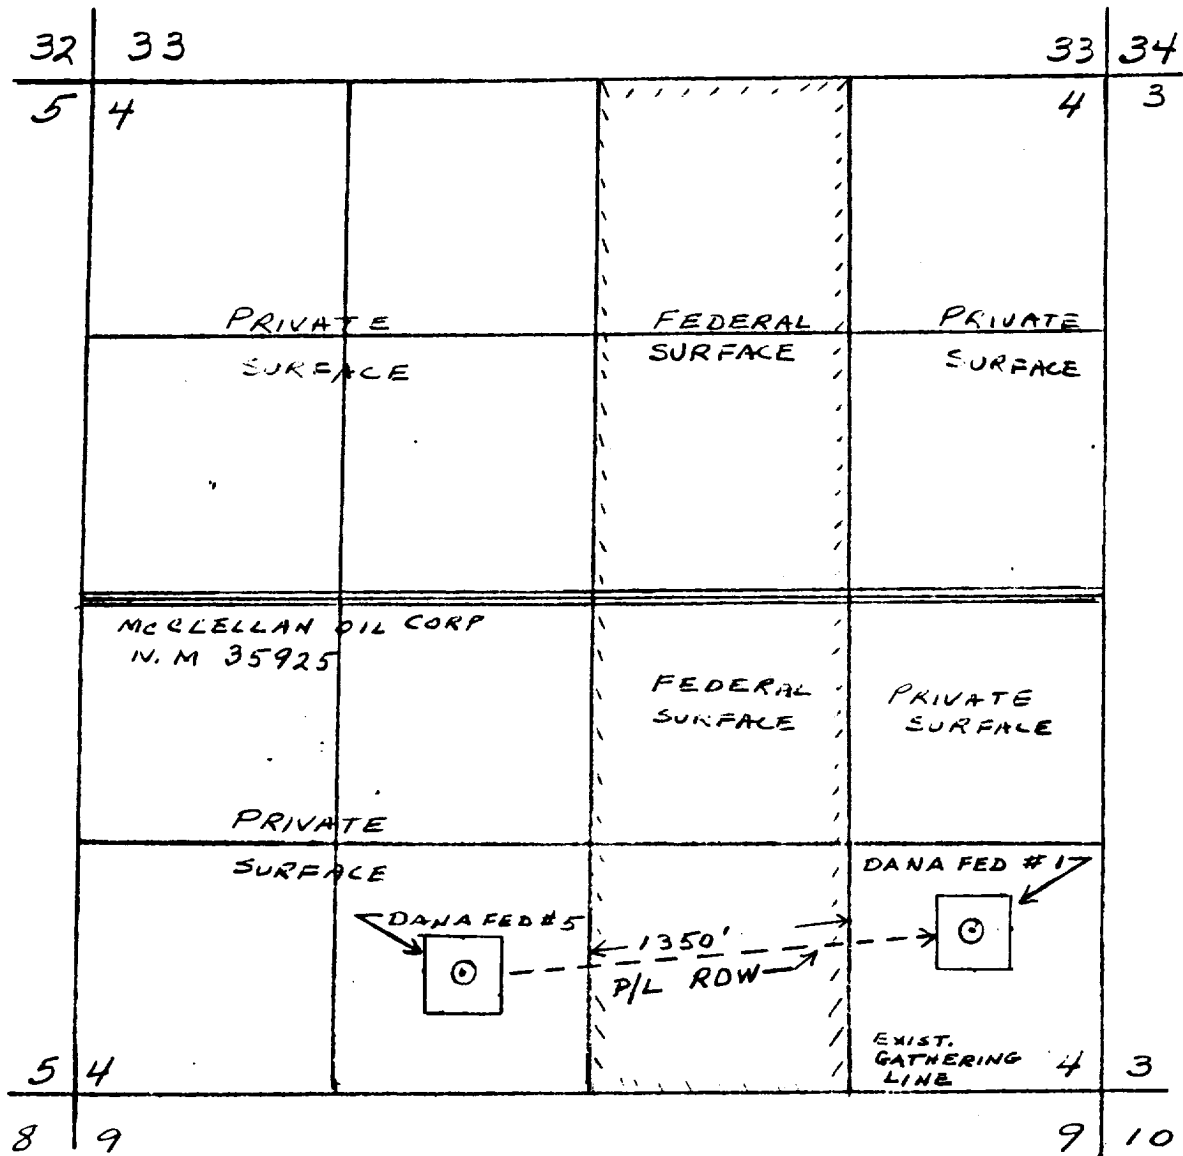 32 33
33 34
5 4
4 3
PRIVATE
SURFACE
FEDERAL
SURFACE
PRIVATE
SURFACE
McCLELLAN OIL CORP
N.M 35925
FEDERAL
SURFACE
PRIVATE
SURFACE
PRIVATE
SURFACE
DANA FED #5
DANA FED #1
1350'
P/L ROW
EXIST.
GATHERING
LINE
5 4
4 3
8 9
9 10